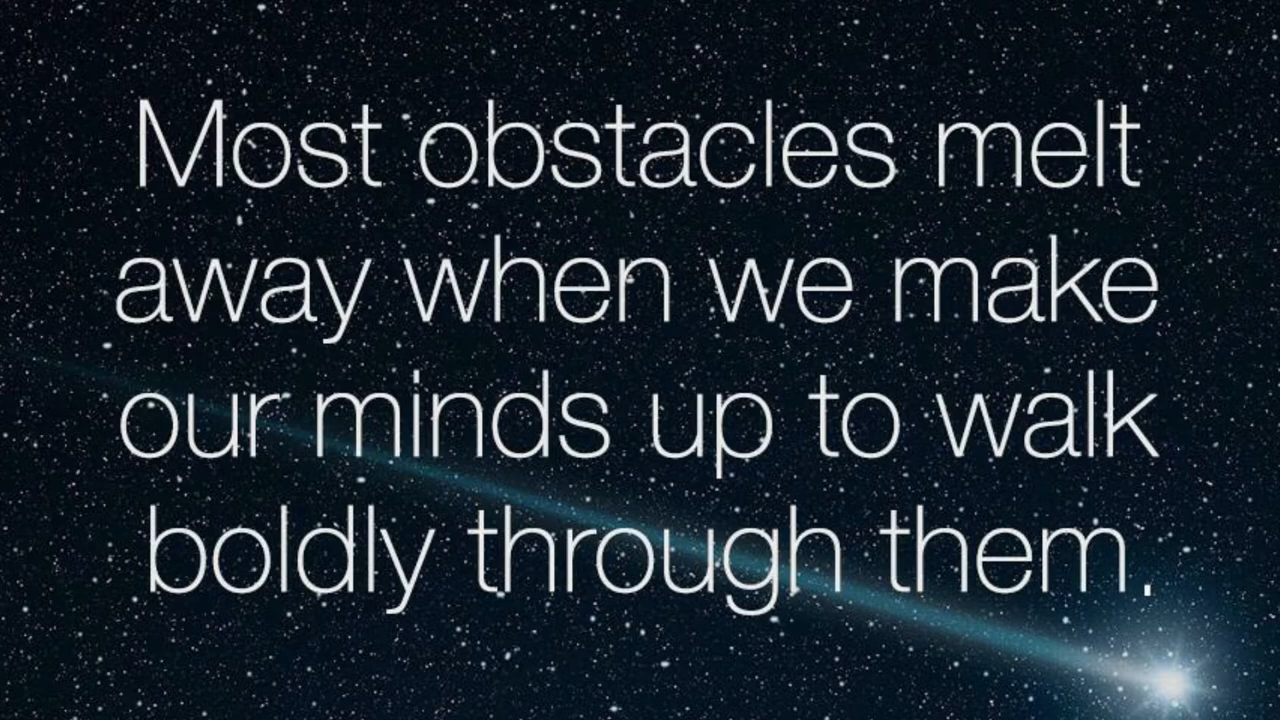 Most obstacles melt
away when we make
our minds up to walk
boldly through them.